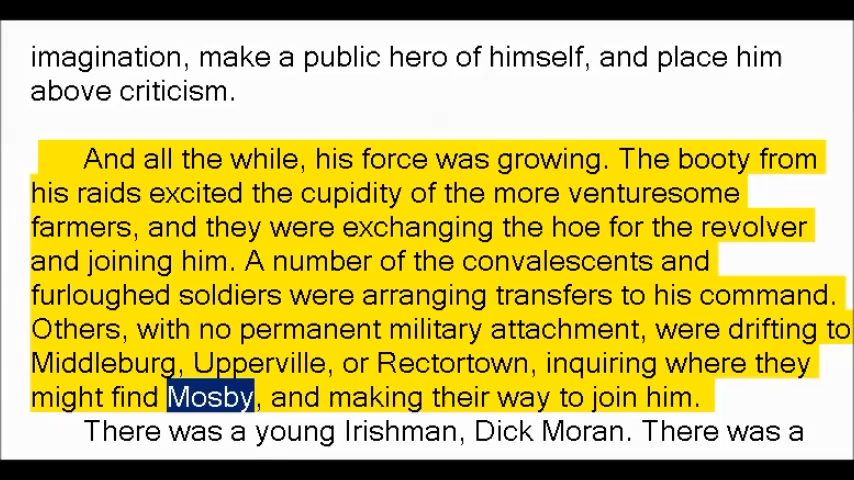 imagination, make a public hero of himself, and place him
above criticism.
And all the while, his force was growing. The booty from
his raids excited the cupidity of the more venturesome
farmers, and they were exchanging the hoe for the revolver
and joining him. A number of the convalescents and
furloughed soldiers were arranging transfers to his command.
Others, with no permanent military attachment, were drifting to
Middleburg, Upperville, or Rectortown, inquiring where they
might find Mosby, and making their way to join him.
There was a young Irishman, Dick Moran. There was a